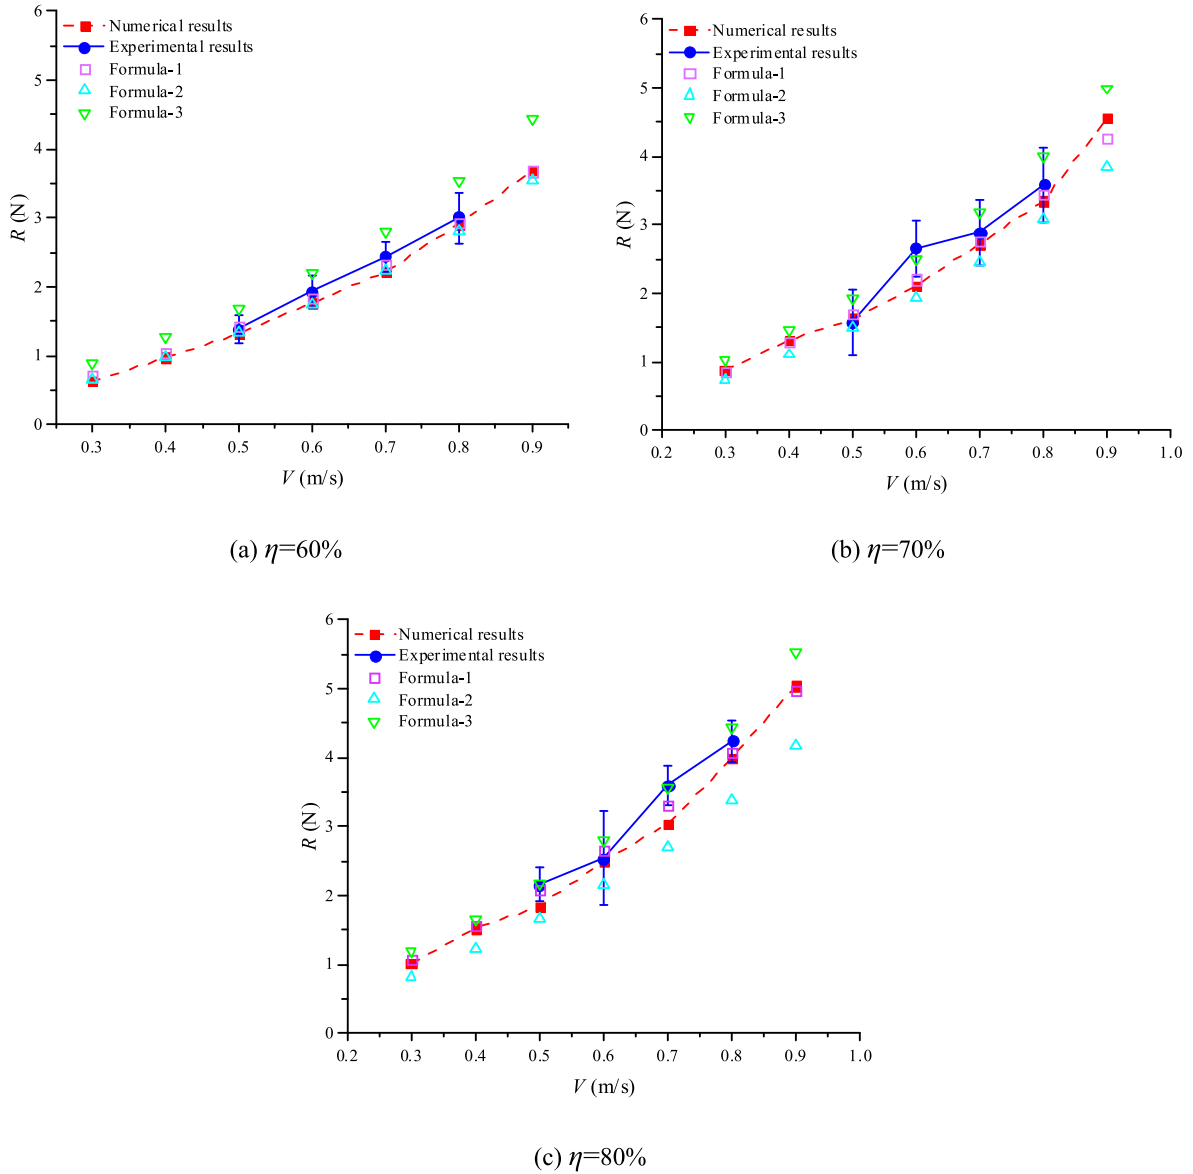 6
5
4
3
2
1
0
R (N)
Numerical results
Experimental results
Formula-1
Formula-2
Formula-3
0.3 0.4 0.5 0.6 0.7 0.8 0.9
V (m/s)
(a) η=60%
6
5
4
3
2
1
0
R (N)
Numerical results
Experimental results
Formula-1
Formula-2
Formula-3
0.2 0.3 0.4 0.5 0.6 0.7 0.8 0.9 1.0
V (m/s)
(b) η=70%
6
5
4
3
2
1
0
R (N)
Numerical results
Experimental results
Formula-1
Formula-2
Formula-3
0.2 0.3 0.4 0.5 0.6 0.7 0.8 0.9 1.0
V (m/s)
(c) η=80%